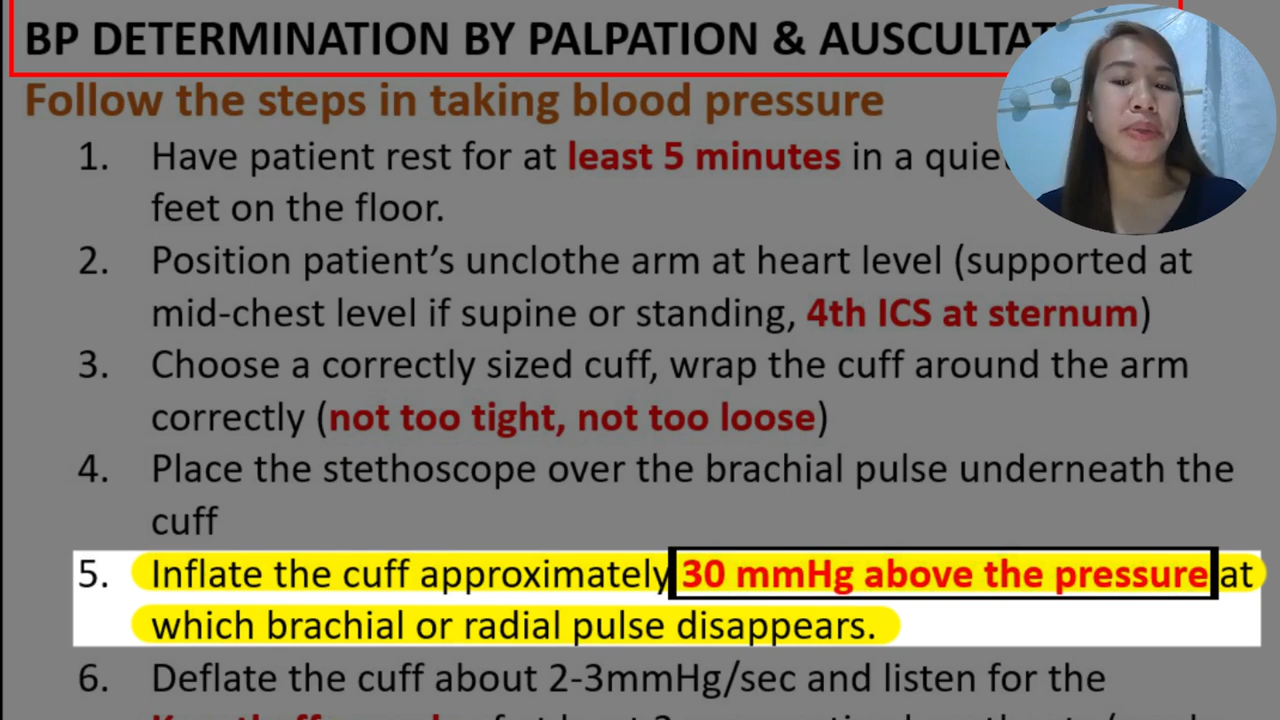 BP DETERMINATION BY PALPATION & AUSCULTAT
Follow the steps in taking blood pressure
1. Have patient rest for at least 5 minutes in a quiet
feet on the floor.
2. Position patient's unclothe arm at heart level (supported at
mid-chest level if supine or standing, 4th ICS at sternum)
3. Choose a correctly sized cuff, wrap the cuff around the arm
correctly (not too tight, not too loose)
4. Place the stethoscope over the brachial pulse underneath the
cuff
5. Inflate the cuff approximately 30 mmHg above the pressure at
which brachial or radial pulse disappears.
6. Deflate the cuff about 2-3mmHg/sec and listen for the